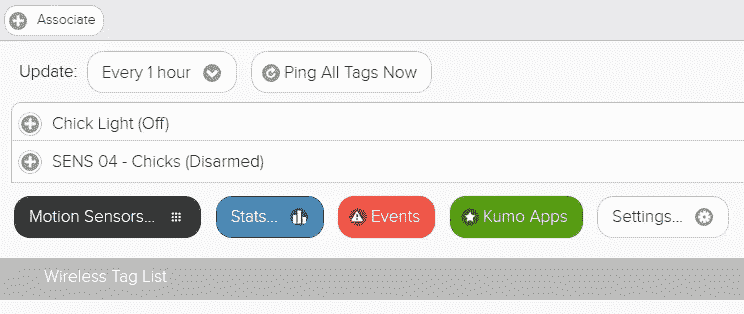 Associate
Update: Every 1 hour Ping All Tags Now
Chick Light (Off)
SENS 04 - Chicks (Disarmed)
Motion Sensors... Stats... Events Kumo Apps Settings...
Wireless Tag List